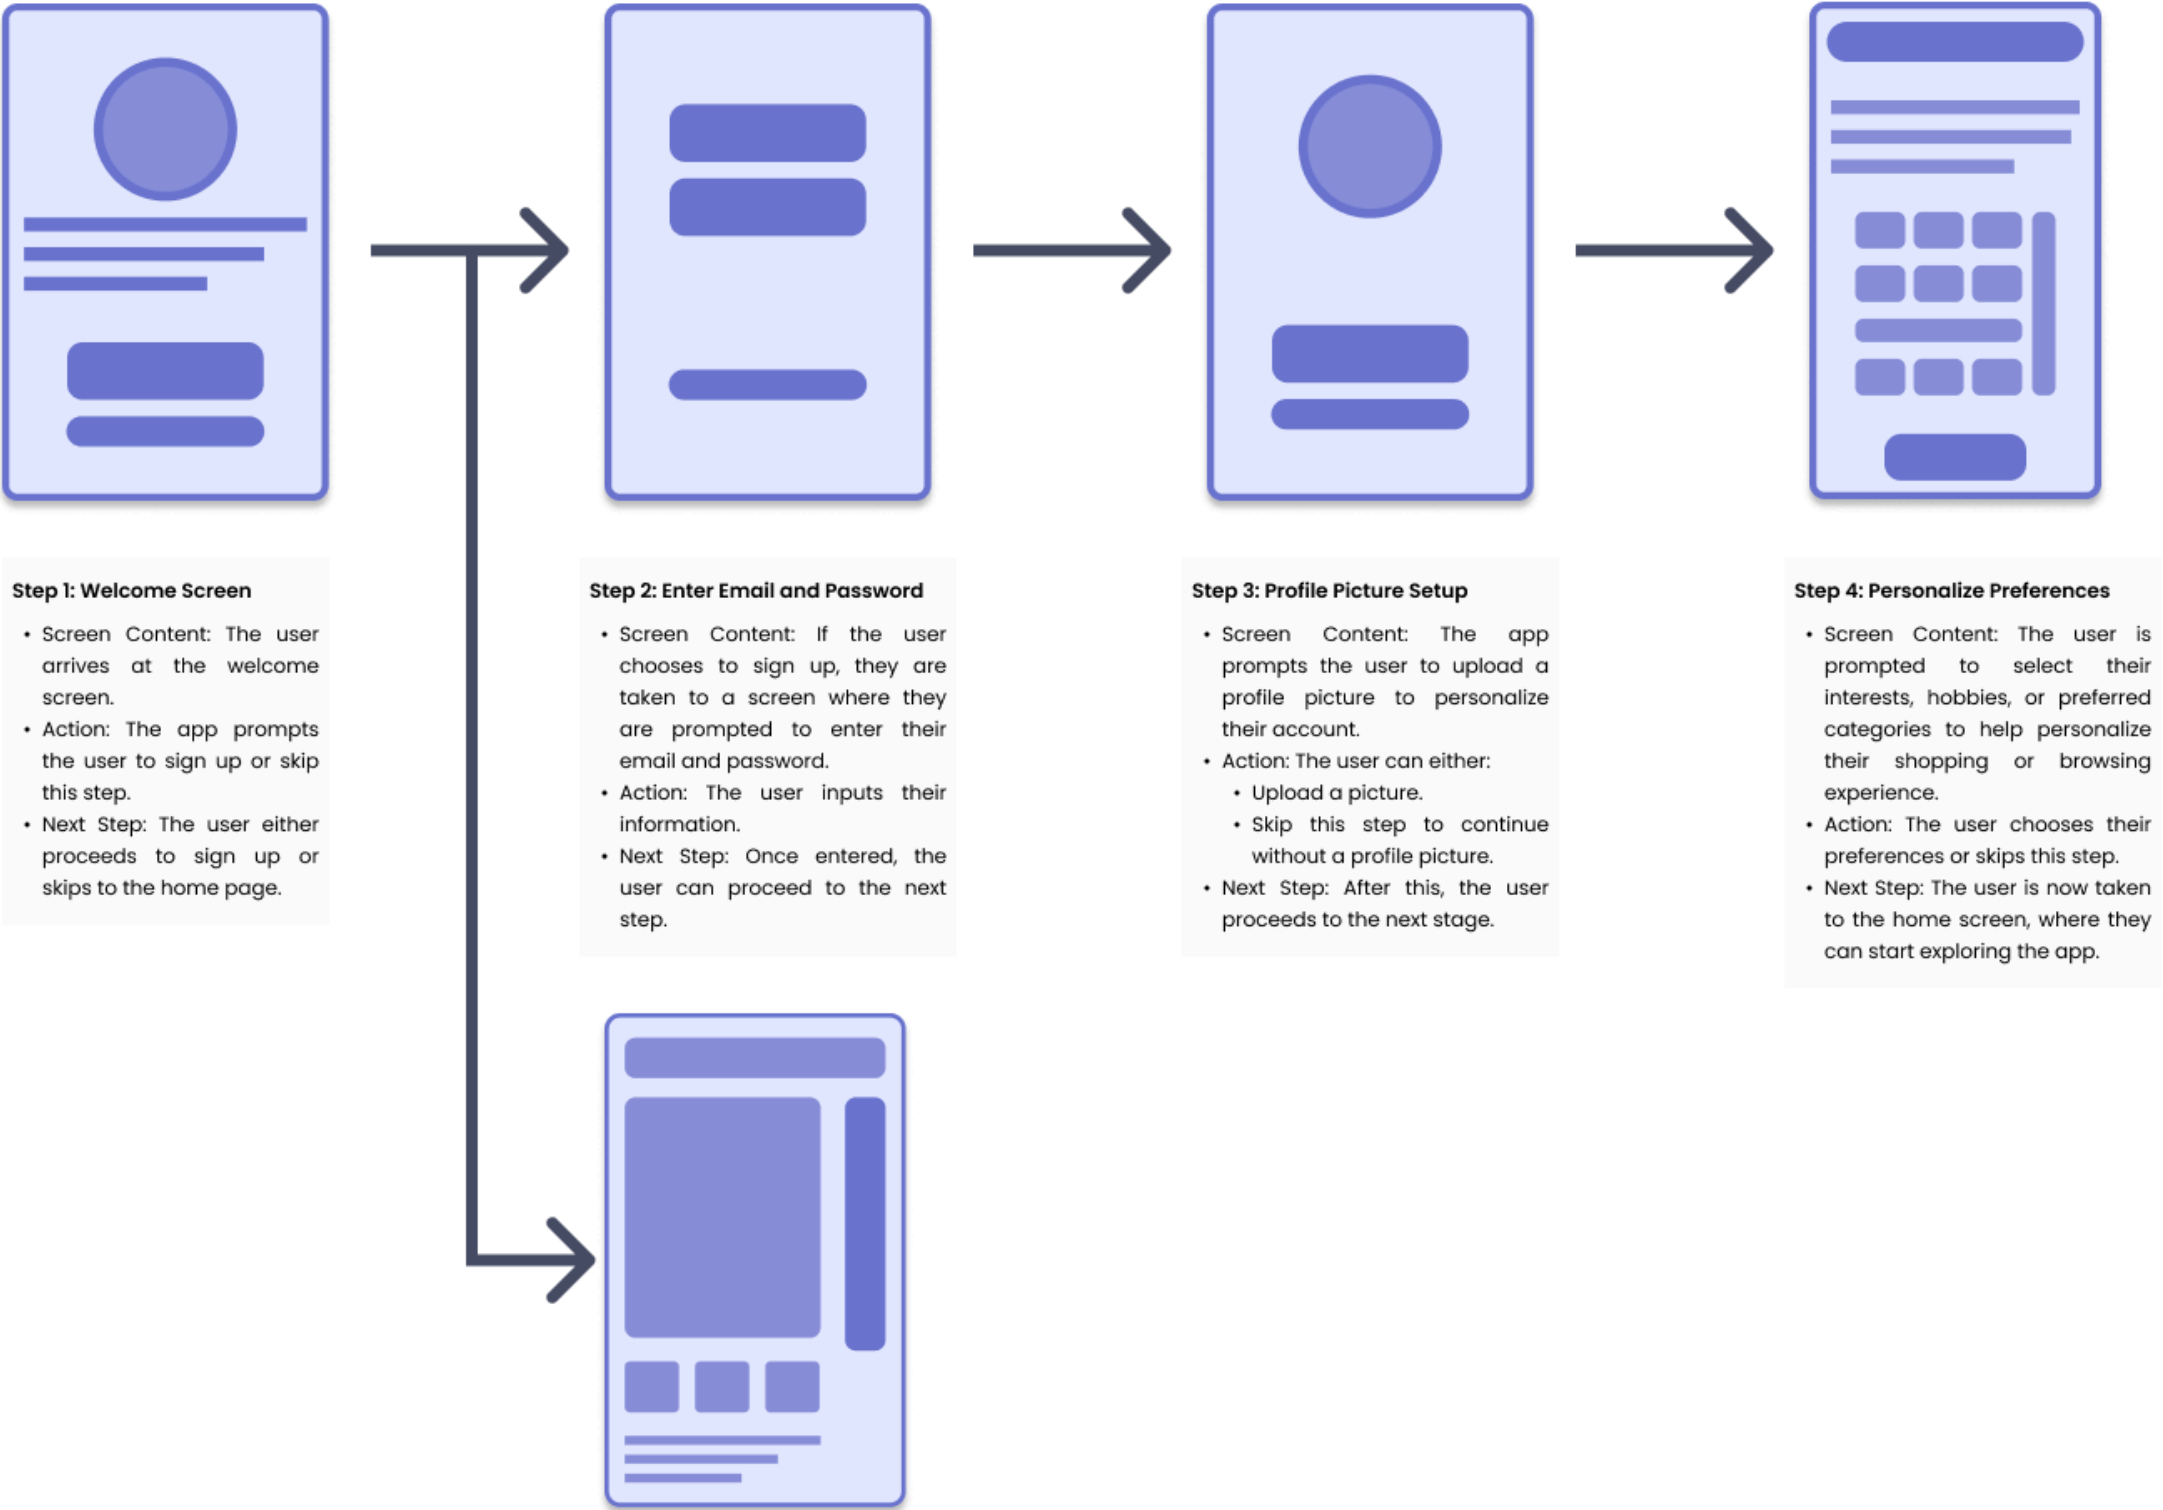 Step 1: Welcome Screen
• Screen Content: The user
arrives at the welcome
screen.
• Action: The app prompts
the user to sign up or skip
this step.
• Next Step: The user either
proceeds to sign up or
skips to the home page.
Step 2: Enter Email and Password
• Screen Content: If the user
chooses to sign up, they are
taken to a screen where they
are prompted to enter their
email and password.
• Action: The user inputs their
information.
• Next Step: Once entered, the
user can proceed to the next
step.
Step 3: Profile Picture Setup
• Screen Content: The app
prompts the user to upload a
profile picture to personalize
their account.
• Action: The user can either:
• Upload a picture.
• Skip this step to continue
without a profile picture.
• Next Step: After this, the user
proceeds to the next stage.
Step 4: Personalize Preferences
• Screen Content: The user is
prompted to select their
interests, hobbies, or preferred
categories to help personalize
their shopping or browsing
experience.
• Action: The user chooses their
preferences or skips this step.
• Next Step: The user is now taken
to the home screen, where they
can start exploring the app.